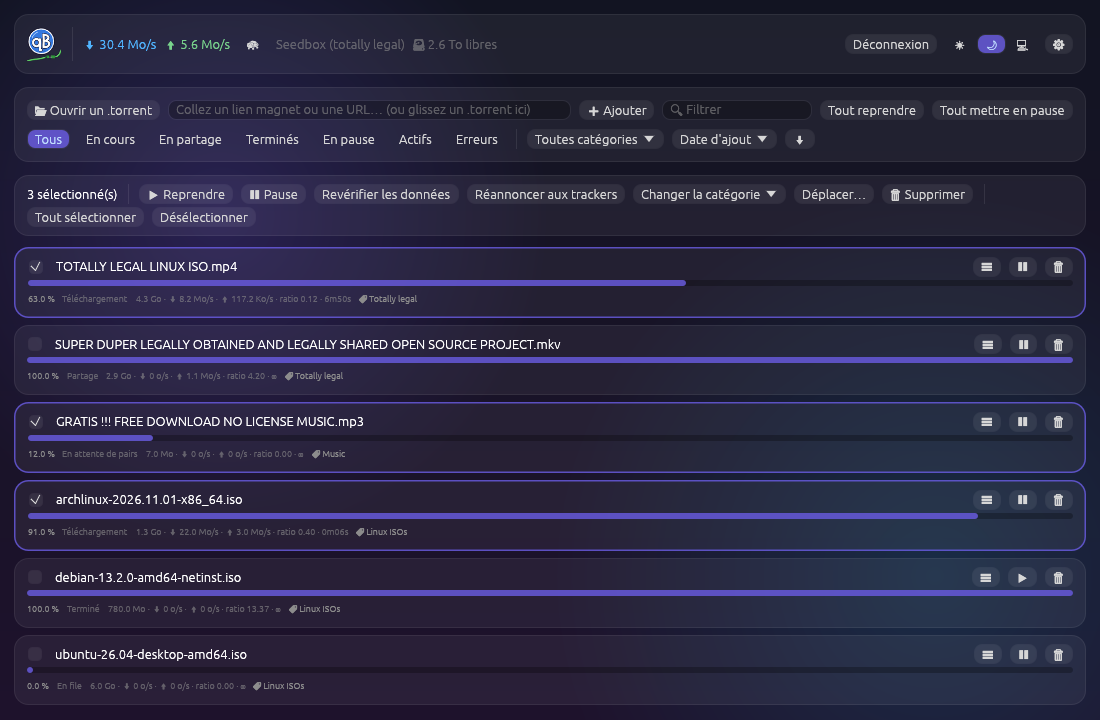 qB 30.4 Mo/s 5.6 Mo/s Seedbox (totally legal) 2.6 To libres Déconnexion
Ouvrir un .torrent Collez un lien magnet ou une URL… (ou glissez un .torrent ici) Ajouter Filtrer Tout reprendre Tout mettre en pause
Tous En cours En partage Terminés En pause Actifs Erreurs Toutes catégories Date d'ajout
3 sélectionné(s) Reprendre Pause Revérifier les données Réannoncer aux trackers Changer la catégorie Déplacer… Supprimer
Tout sélectionner Désélectionner
TOTALLY LEGAL LINUX ISO.mp4
63.0 % Téléchargement 4.3 Go · 8.2 Mo/s · 117.2 Ko/s · ratio 0.12 · 6m50s Totally legal
SUPER DUPER LEGALLY OBTAINED AND LEGALLY SHARED OPEN SOURCE PROJECT.mkv
100.0 % Partage 2.9 Go · 0 o/s · 1.1 Mo/s · ratio 4.20 · ∞ Totally legal
GRATIS !!! FREE DOWNLOAD NO LICENSE MUSIC.mp3
12.0 % En attente de pairs 7.0 Mo · 0 o/s · 0 o/s · ratio 0.00 · ∞ Music
archlinux-2026.11.01-x86_64.iso
91.0 % Téléchargement 1.3 Go · 22.0 Mo/s · 3.0 Mo/s · ratio 0.40 · 0m06s Linux ISOs
debian-13.2.0-amd64-netinst.iso
100.0 % Terminé 780.0 Mo · 0 o/s · 0 o/s · ratio 13.37 · ∞ Linux ISOs
ubuntu-26.04-desktop-amd64.iso
0.0 % En file 6.0 Go · 0 o/s · 0 o/s · ratio 0.00 · ∞ Linux ISOs